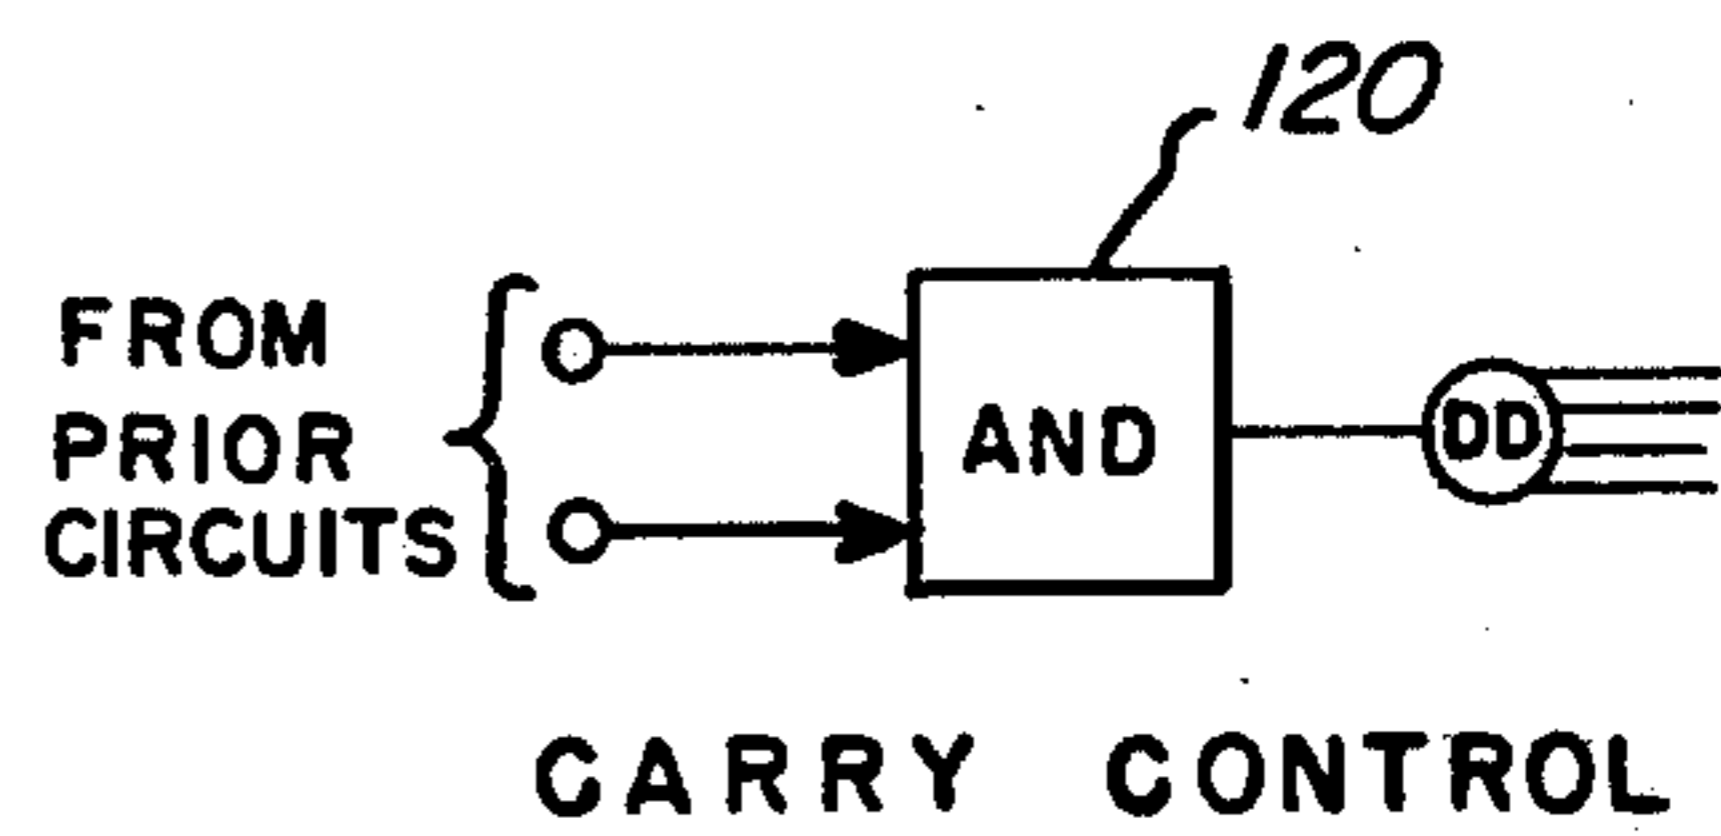 120
FROM
PRIOR
CIRCUITS
AND
DD
CARRY CONTROL